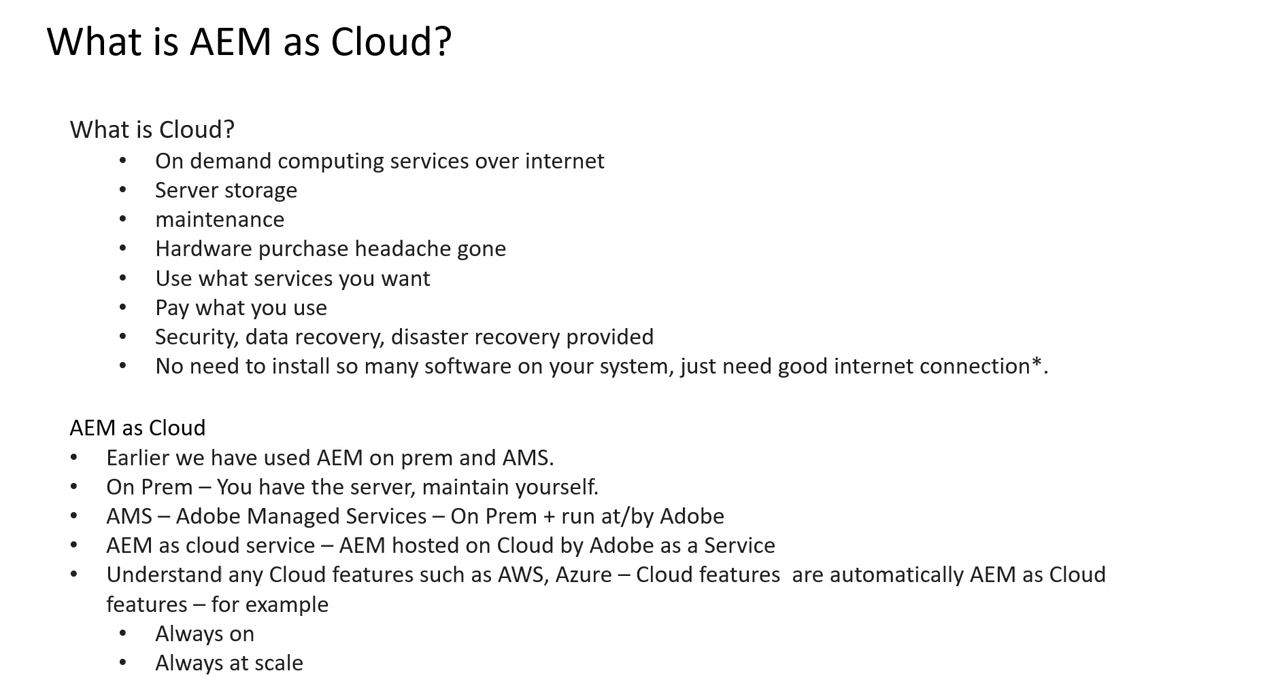 What is AEM as Cloud?
What is Cloud?
• On demand computing services over internet
• Server storage
• maintenance
• Hardware purchase headache gone
• Use what services you want
• Pay what you use
• Security, data recovery, disaster recovery provided
• No need to install so many software on your system, just need good internet connection*.
AEM as Cloud
• Earlier we have used AEM on prem and AMS.
• On Prem – You have the server, maintain yourself.
• AMS – Adobe Managed Services – On Prem + run at/by Adobe
• AEM as cloud service – AEM hosted on Cloud by Adobe as a Service
• Understand any Cloud features such as AWS, Azure – Cloud features  are automatically AEM as Cloud
features – for example
• Always on
• Always at scale